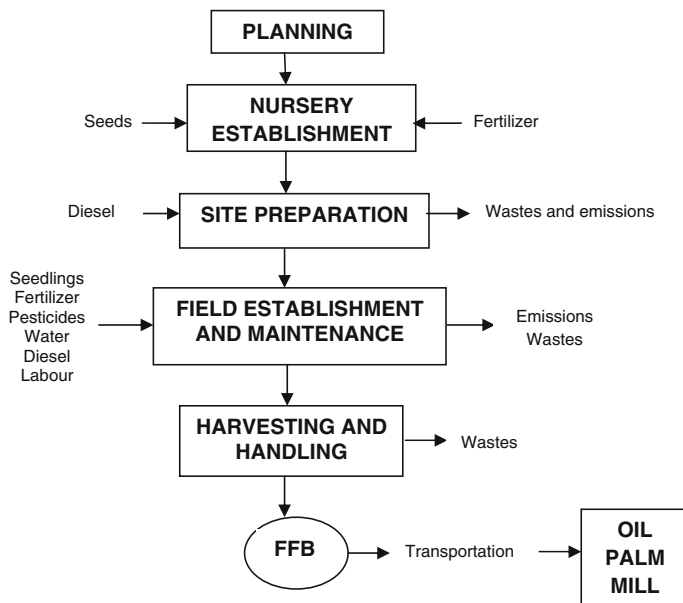 PLANNING
Seeds
NURSERY
ESTABLISHMENT
Fertilizer
Diesel
SITE PREPARATION
Wastes and emissions
Seedlings
Fertilizer
Pesticides
Water
Diesel
Labour
FIELD ESTABLISHMENT
AND MAINTENANCE
Emissions
Wastes
HARVESTING AND
HANDLING
Wastes
FFB
Transportation
OIL
PALM
MILL